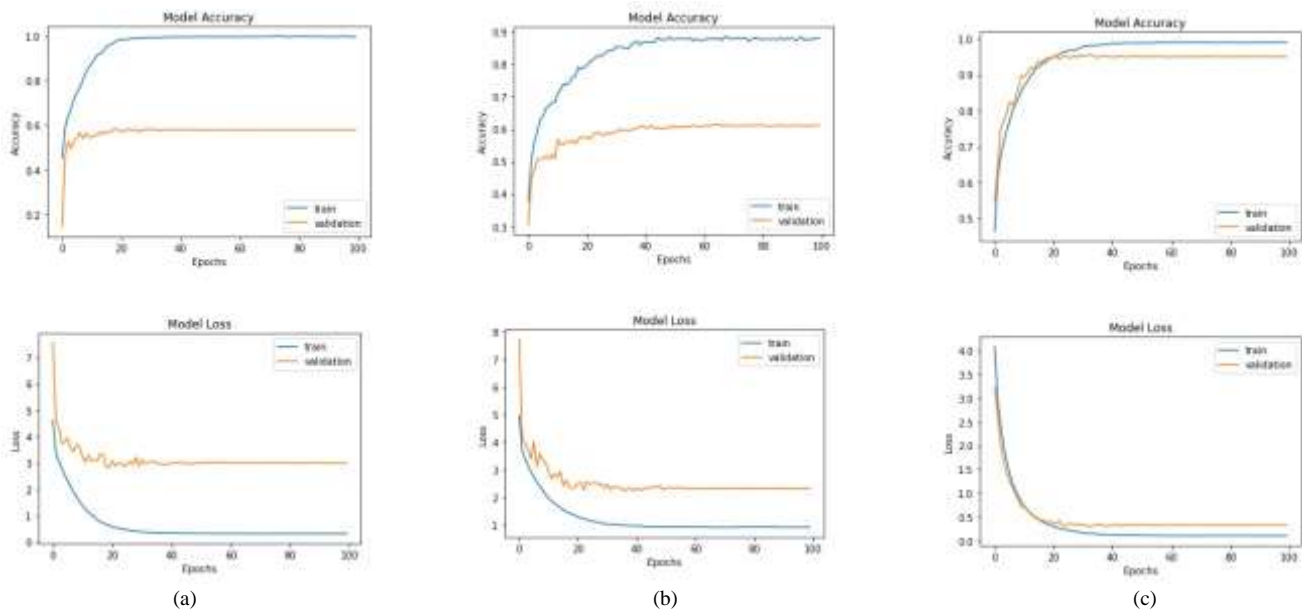 Model Accuracy
1.0
0.8
0.6
0.4
0.2
Accuracy
train
validation
0 20 40 60 80 100
Epochs
Model Accuracy
0.9
0.8
0.7
0.6
0.5
0.4
0.3
Accuracy
train
validation
0 20 40 60 80 100
Epochs
Model Accuracy
1.0
0.9
0.8
0.7
0.6
0.5
Accuracy
train
validation
0 20 40 60 80 100
Epochs
Model Loss
7
6
5
4
3
2
1
0
Loss
train
validation
0 20 40 60 80 100
Epochs
Model Loss
8
7
6
5
4
3
2
1
Loss
train
validation
0 20 40 60 80 100
Epochs
Model Loss
4.0
3.5
3.0
2.5
2.0
1.5
1.0
0.5
0.0
Loss
train
validation
0 20 40 60 80 100
Epochs
(a)
(b)
(c)